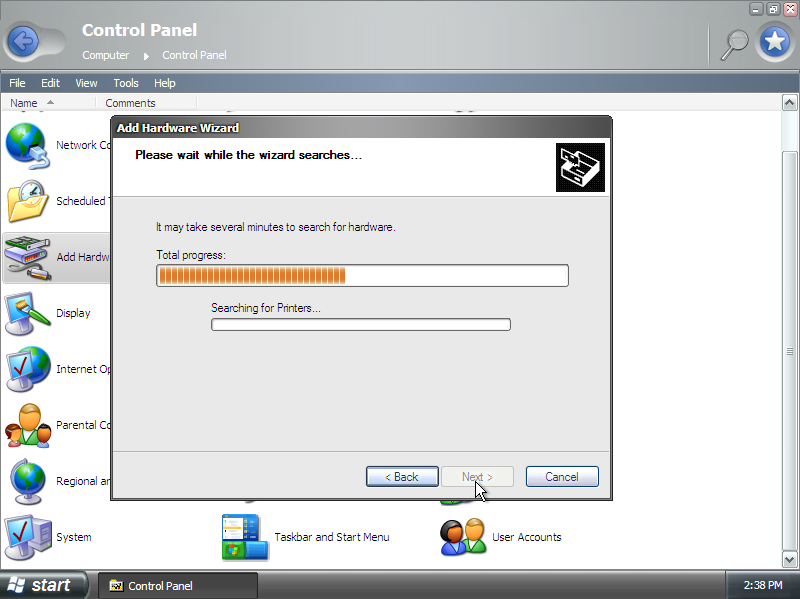 Control Panel
Computer Control Panel
File Edit View Tools Help
Name Comments
Add Hardware Wizard
Please wait while the wizard searches...
It may take several minutes to search for hardware.
Total progress:
Searching for Printers...
< Back Next > Cancel
Network Co
Scheduled
Add Hardw
Display
Internet Op
Parental Co
Regional an
System Taskbar and Start Menu User Accounts
start Control Panel 2:38 PM